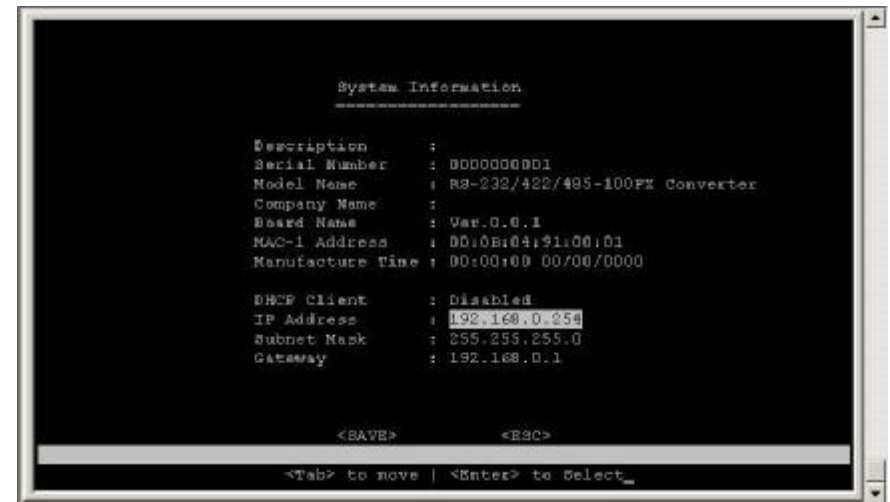 System Information
Description :
Serial Number : 0000000001
Model Name : RS-232/422/485-100FX Converter
Company Name :
Board Name : Ver.0.0.1
MAC-1 Address : 00:0B:04:91:00:01
Manufacture Time : 00:00:00 00/00/0000
DHCP Client : Disabled
IP Address : 192.168.0.254
Subnet Mask : 255.255.255.0
Gateway : 192.168.0.1
<SAVE> <ESC>
<Tab> to move | <Enter> to Select_